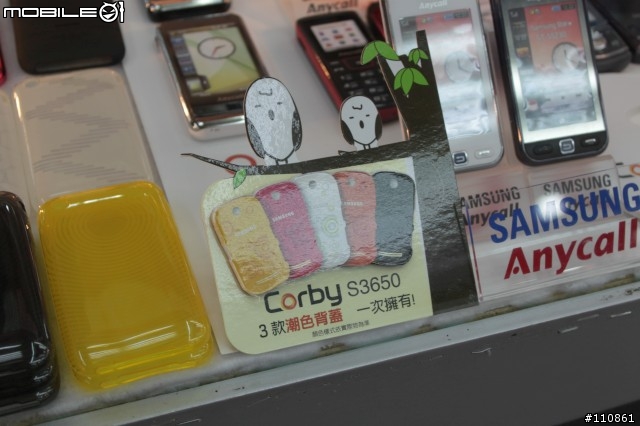 MOBILE01
Anycall
SAMSUNG
Corby S3650
3 款潮色背蓋 一次擁有!
SAMSUNG SAMSUNG
Anycall
SAMSUNG
Anycall
#110861